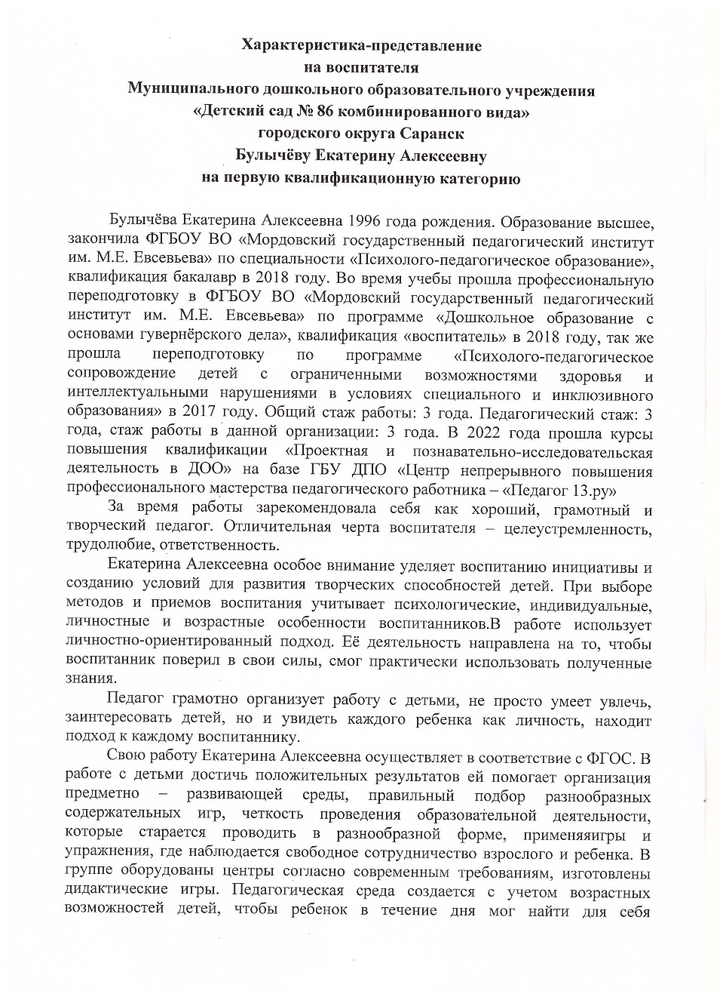 Характеристика-представление
на воспитателя
Муниципального дошкольного образовательного учреждения
«Детский сад № 86 комбинированного вида»
городского округа Саранск
Булычёву Екатерину Алексеевну
на первую квалификационную категорию
Булычёва Екатерина Алексеевна 1996 года рождения. Образование высшее,
закончила ФГБОУ ВО «Мордовский государственный педагогический институт
им. М.Е. Евсевьева» по специальности «Психолого-педагогическое образование»,
квалификация бакалавр в 2018 году. Во время учебы прошла профессиональную
переподготовку в ФГБОУ ВО «Мордовский государственный педагогический
институт им. М.Е. Евсевьева» по программе «Дошкольное образование с
основами гувернёрского дела», квалификация «воспитатель» в 2018 году, так же
прошла переподготовку по программе «Психолого-педагогическое
сопровождение детей с ограниченными возможностями здоровья и
интеллектуальными нарушениями в условиях специального и инклюзивного
образования» в 2017 году. Общий стаж работы: 3 года. Педагогический стаж: 3
года, стаж работы в данной организации: 3 года. В 2022 года прошла курсы
повышения квалификации «Проектная и познавательно-исследовательская
деятельность в ДОО» на базе ГБУ ДПО «Центр непрерывного повышения
профессионального мастерства педагогического работника – «Педагог 13.ру»
За время работы зарекомендовала себя как хороший, грамотный и
творческий педагог. Отличительная черта воспитателя – целеустремленность,
трудолюбие, ответственность.
Екатерина Алексеевна особое внимание уделяет воспитанию инициативы и
созданию условий для развития творческих способностей детей. При выборе
методов и приемов воспитания учитывает психологические, индивидуальные,
личностные и возрастные особенности воспитанников.В работе использует
личностно-ориентированный подход. Её деятельность направлена на то, чтобы
воспитанник поверил в свои силы, смог практически использовать полученные
знания.
Педагог грамотно организует работу с детьми, не просто умеет увлечь,
заинтересовать детей, но и увидеть каждого ребенка как личность, находит
подход к каждому воспитаннику.
Свою работу Екатерина Алексеевна осуществляет в соответствие с ФГОС. В
работе с детьми достичь положительных результатов ей помогает организация
предметно – развивающей среды, правильный подбор разнообразных
содержательных игр, четкость проведения образовательной деятельности,
которые старается проводить в разнообразной форме, применяяигры и
упражнения, где наблюдается свободное сотрудничество взрослого и ребенка. В
группе оборудованы центры согласно современным требованиям, изготовлены
дидактические игры. Педагогическая среда создается с учетом возрастных
возможностей детей, чтобы ребенок в течение дня мог найти для себя